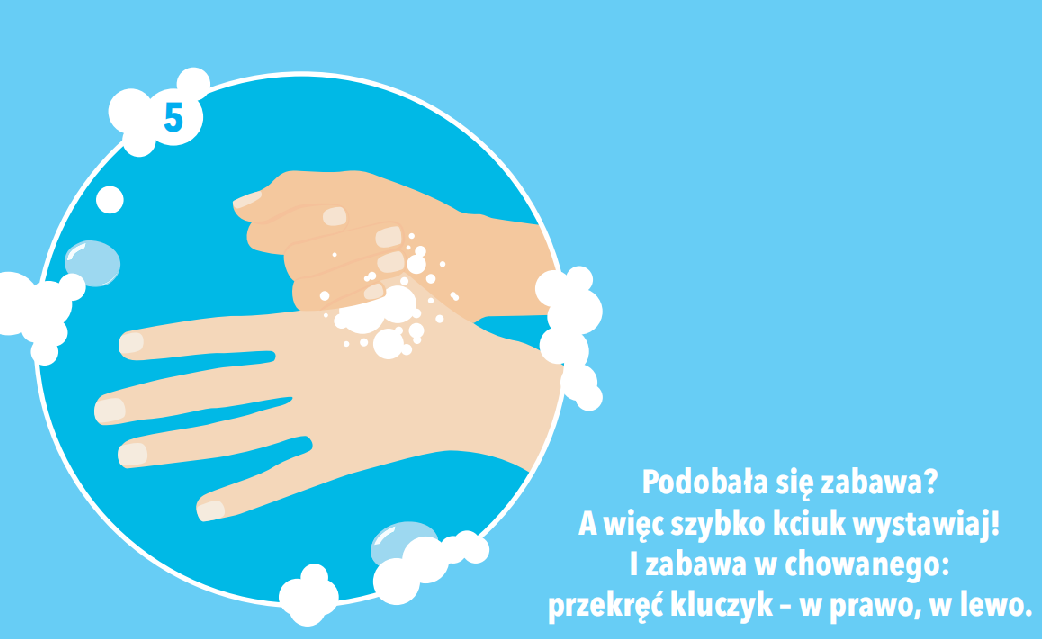 5
Podobała się zabawa?
A więc szybko kciuk wystawiaj!
I zabawa w chowanego:
przekręć kluczyk – w prawo, w lewo.